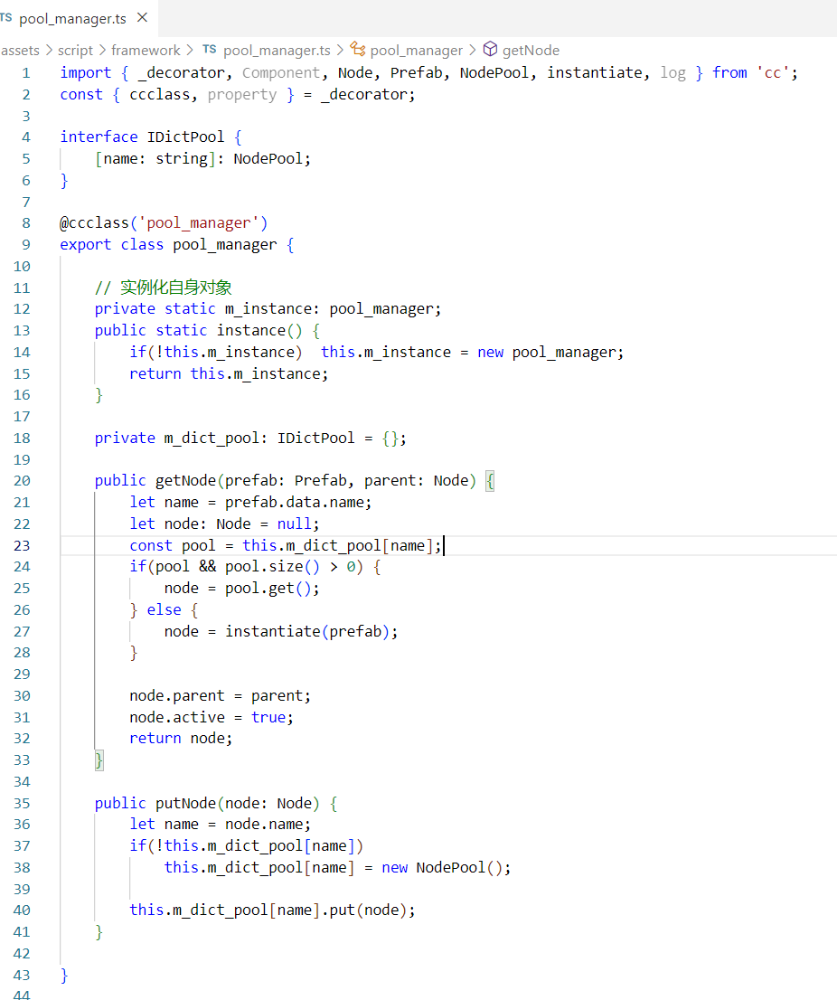 TS pool_manager.ts ×
assets > script > framework > TS pool_manager.ts > pool_manager > getNode
1 import { _decorator, Component, Node, Prefab, NodePool, instantiate, log } from 'cc';
2 const { ccclass, property } = _decorator;
3
4 interface IDictPool {
5     [name: string]: NodePool;
6 }
7
8 @ccclass('pool_manager')
9 export class pool_manager {
10
11     // 实例化自身对象
12     private static m_instance: pool_manager;
13     public static instance() {
14         if(!this.m_instance)  this.m_instance = new pool_manager;
15         return this.m_instance;
16     }
17
18     private m_dict_pool: IDictPool = {};
19
20     public getNode(prefab: Prefab, parent: Node) {
21         let name = prefab.data.name;
22         let node: Node = null;
23         const pool = this.m_dict_pool[name];
24         if(pool && pool.size() > 0) {
25             node = pool.get();
26         } else {
27             node = instantiate(prefab);
28         }
29
30         node.parent = parent;
31         node.active = true;
32         return node;
33     }
34
35     public putNode(node: Node) {
36         let name = node.name;
37         if(!this.m_dict_pool[name])
38             this.m_dict_pool[name] = new NodePool();
39
40         this.m_dict_pool[name].put(node);
41     }
42
43 }
44